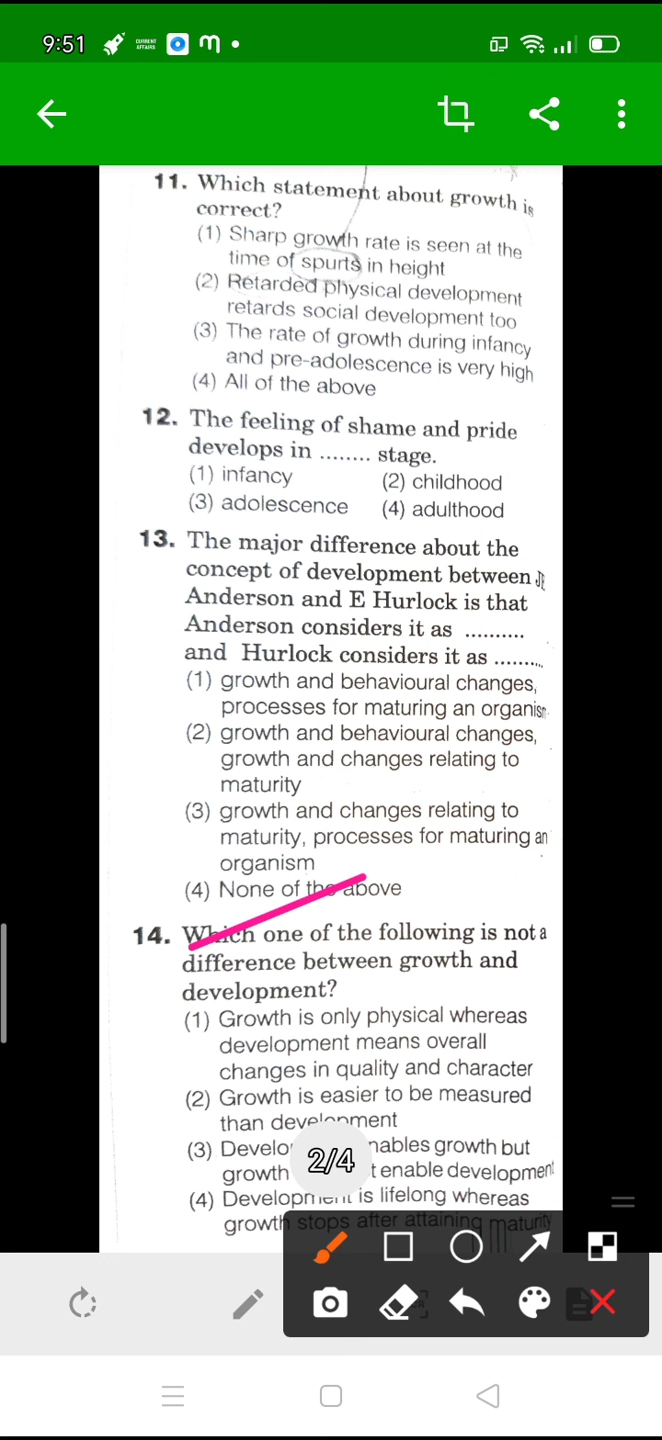 9:51
CURRENT
AFFAIRS
11. Which statement about growth is
correct?
(1) Sharp growth rate is seen at the
time of spurts in height
(2) Retarded physical development
retards social development too
(3) The rate of growth during infancy
and pre-adolescence is very high
(4) All of the above
12. The feeling of shame and pride
develops in ........ stage.
(1) infancy (2) childhood
(3) adolescence (4) adulthood
13. The major difference about the
concept of development between
Anderson and E Hurlock is that
Anderson considers it as ..........
and Hurlock considers it as ..........
(1) growth and behavioural changes,
processes for maturing an organism
(2) growth and behavioural changes,
growth and changes relating to
maturity
(3) growth and changes relating to
maturity, processes for maturing an
organism
(4) None of the above
14. Which one of the following is not a
difference between growth and
development?
(1) Growth is only physical whereas
development means overall
changes in quality and character
(2) Growth is easier to be measured
than development
(3) nables growth but
growth t enable development
2/4
(4) Development is lifelong whereas
growth stops after attaining maturity